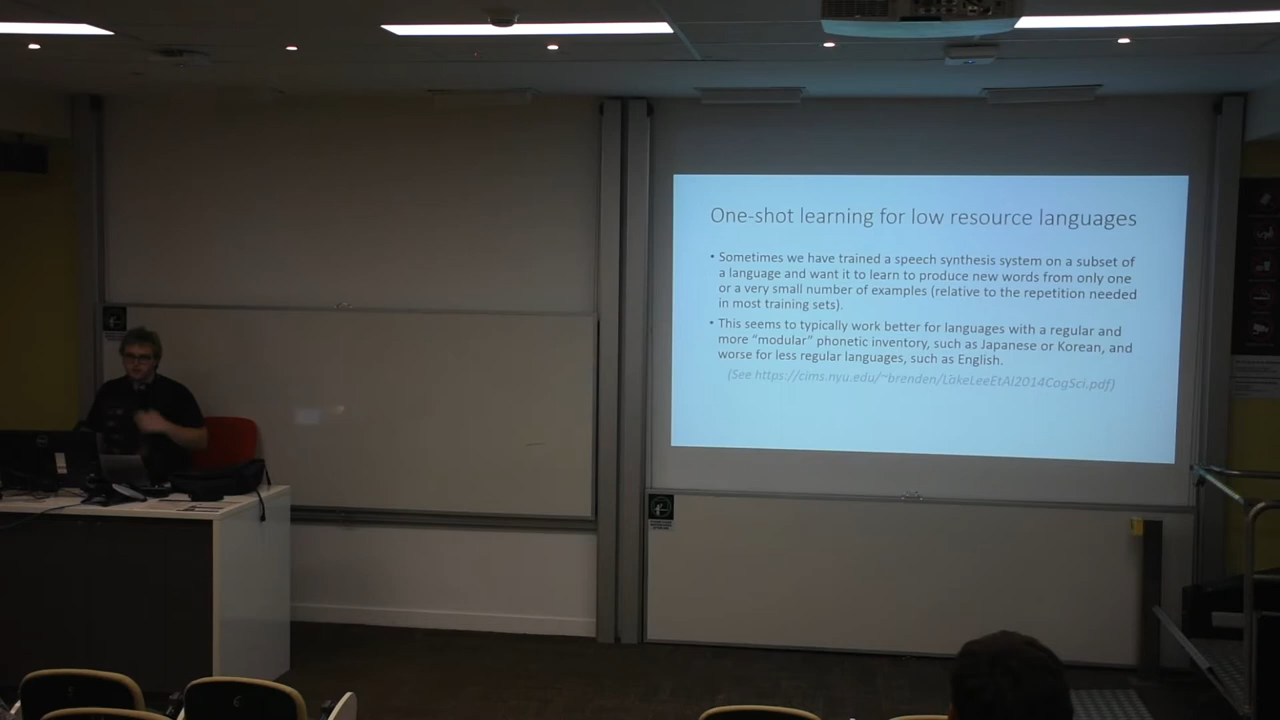 One-shot learning for low resource languages
• Sometimes we have trained a speech synthesis system on a subset of
a language and want it to learn to produce new words from only one
or a very small number of examples (relative to the repetition needed
in most training sets).
• This seems to typically work better for languages with a regular and
more “modular” phonetic inventory, such as Japanese or Korean, and
worse for less regular languages, such as English.
(See https://cims.nyu.edu/~brenden/LakeLeeEtAl2014CogSci.pdf)